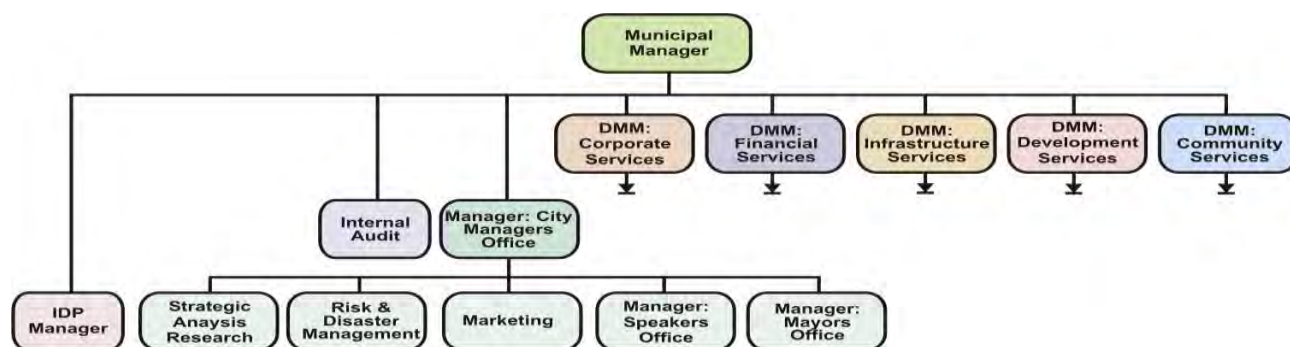 Municipal
Manager
DMM:
Corporate
Services
DMM:
Financial
Services
DMM:
Infrastructure
Services
DMM:
Development
Services
DMM:
Community
Services
Internal
Audit
Manager: City
Managers
Office
IDP
Manager
Strategic
Anaysis
Research
Risk &
Disaster
Management
Marketing
Manager:
Speakers
Office
Manager:
Mayors
Office